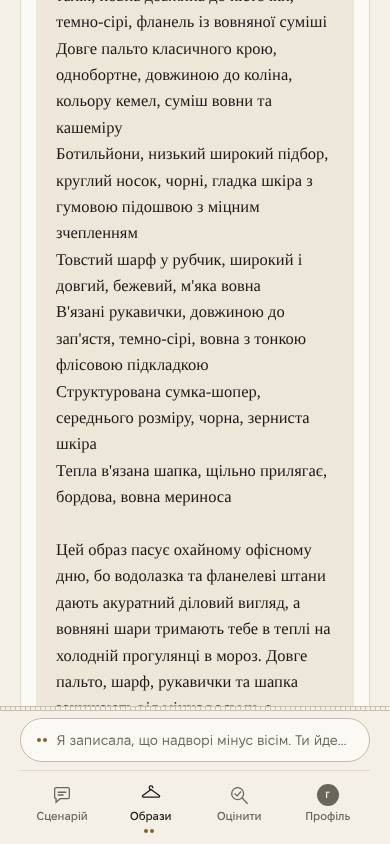 темно-сірі, фланель із вовняної суміші
Довге пальто класичного крою,
однобортне, довжиною до коліна,
кольору кемел, суміш вовни та
кашеміру
Ботильйони, низький широкий підбор,
круглий носок, чорні, гладка шкіра з
гумовою підошвою з міцним
зчепленням
Товстий шарф у рубчик, широкий і
довгий, бежевий, м'яка вовна
В'язані рукавички, довжиною до
зап'ястя, темно-сірі, вовна з тонкою
флісовою підкладкою
Структурована сумка-шопер,
середнього розміру, чорна, зерниста
шкіра
Тепла в'язана шапка, щільно прилягає,
бордова, вовна мериноса
Цей образ пасує охайному офісному
дню, бо водолазка та фланелеві штани
дають акуратний діловий вигляд, а
вовняні шари тримають тебе в теплі на
холодній прогулянці в мороз. Довге
пальто, шарф, рукавички та шапка
Я записала, що надворі мінус вісім. Ти йде...
Сценарій
Образи
Оцінити
г
Профіль